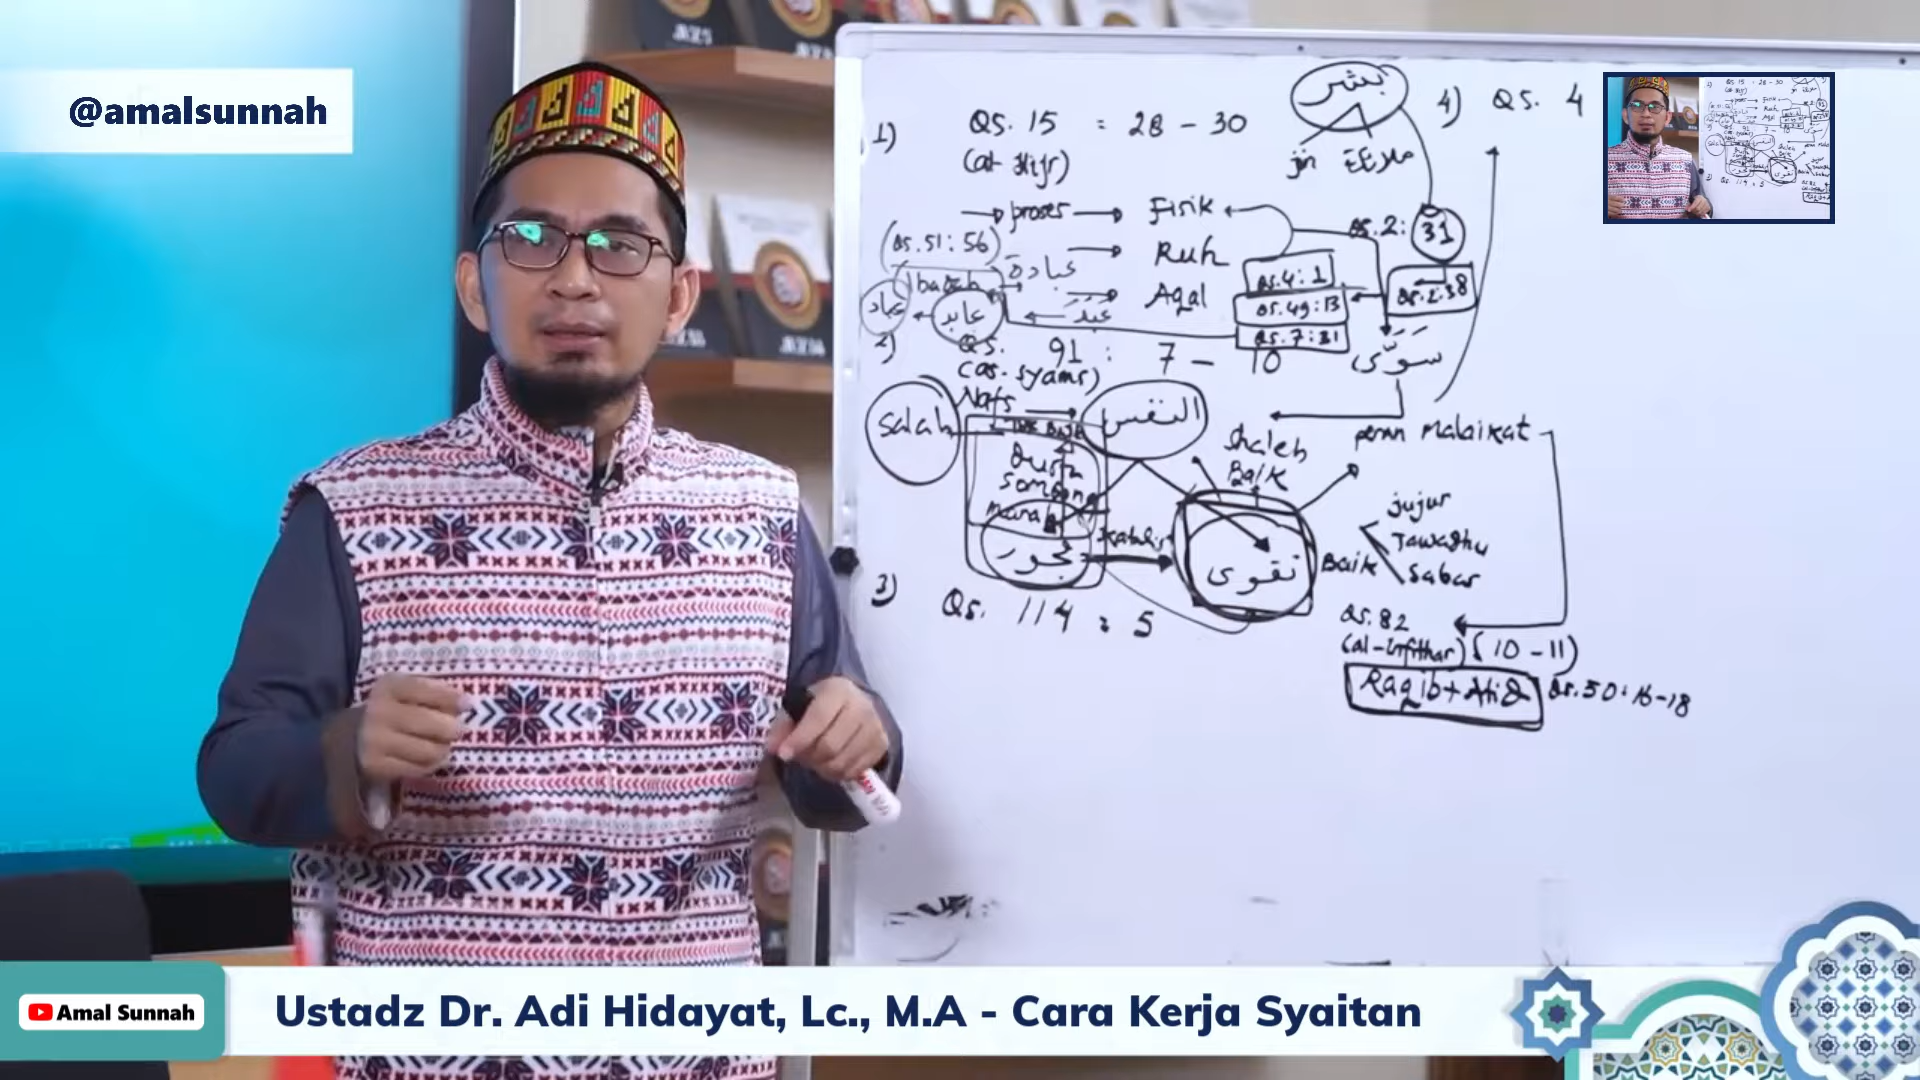 @amalsunnah
1) QS. 15 : 28 - 30
(al-Hijr)
بشر
jin ملائكة
4) QS. 4
→ proses → Fisik
QS. 2: 31
(QS. 51: 56)
عبادة → Ruh
QS. 4: 1
QS. 2: 38
Ibadah
→ Aqal
QS. 49: 13
عباد
عابد
عبد
QS. 7: 31
2) QS. 91 : 7 - 10
سوّى
(as-syams)
Nafs → النفس
Salah
shaleh
Baik
peran Malaikat
jujur
Tawadhu
Sabar
فجور
تقوى
Baik
3) QS. 114 : 5
QS. 82
(al-Infithar) (10 - 11)
Raqib + Atid QS. 50: 16-18
Amal Sunnah
Ustadz Dr. Adi Hidayat, Lc., M.A - Cara Kerja Syaitan